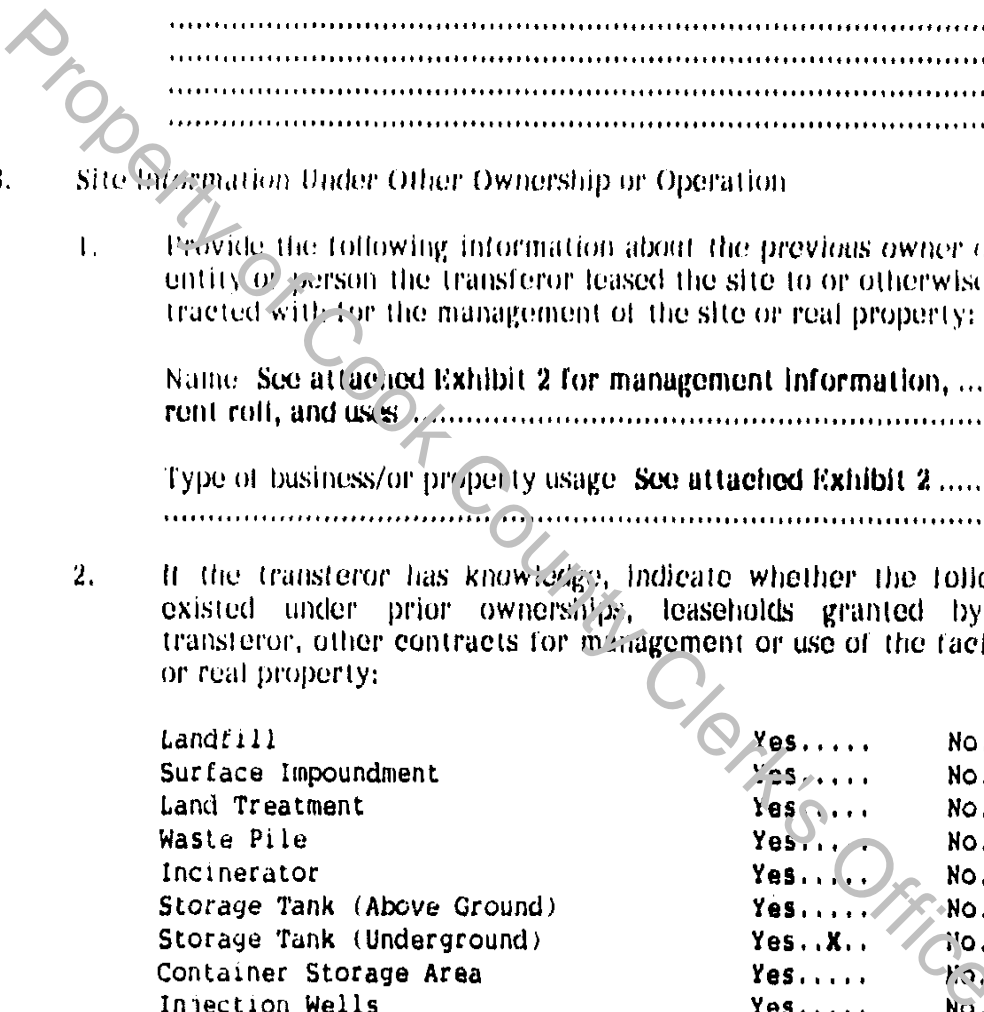 Property of Cook County Clerk's Office
Site Information Under Other Ownership or Operation
1. Provide the following information about the previous owner
entity or person the transferor leased the site to or otherwise
tracted with for the management of the site or real property:
Name See attached Exhibit 2 for management information, ...
rent roll, and uses ..........
Type of business/or property usage See attached Exhibit 2 .....
2. If the transferor has knowledge, indicate whether the
existed under prior ownerships, leaseholds granted by
transferor, other contracts for management or use of the
or real property:
Landfill Yes..... No
Surface Impoundment Yes..... No.
Land Treatment Yes..... No.
Waste Pile Yes..... No.
Incinerator Yes..... No.
Storage Tank (Above Ground) Yes..... No.
Storage Tank (Underground) Yes..X.. No.
Container Storage Area Yes..... No.
Injection Wells Yes..... No.